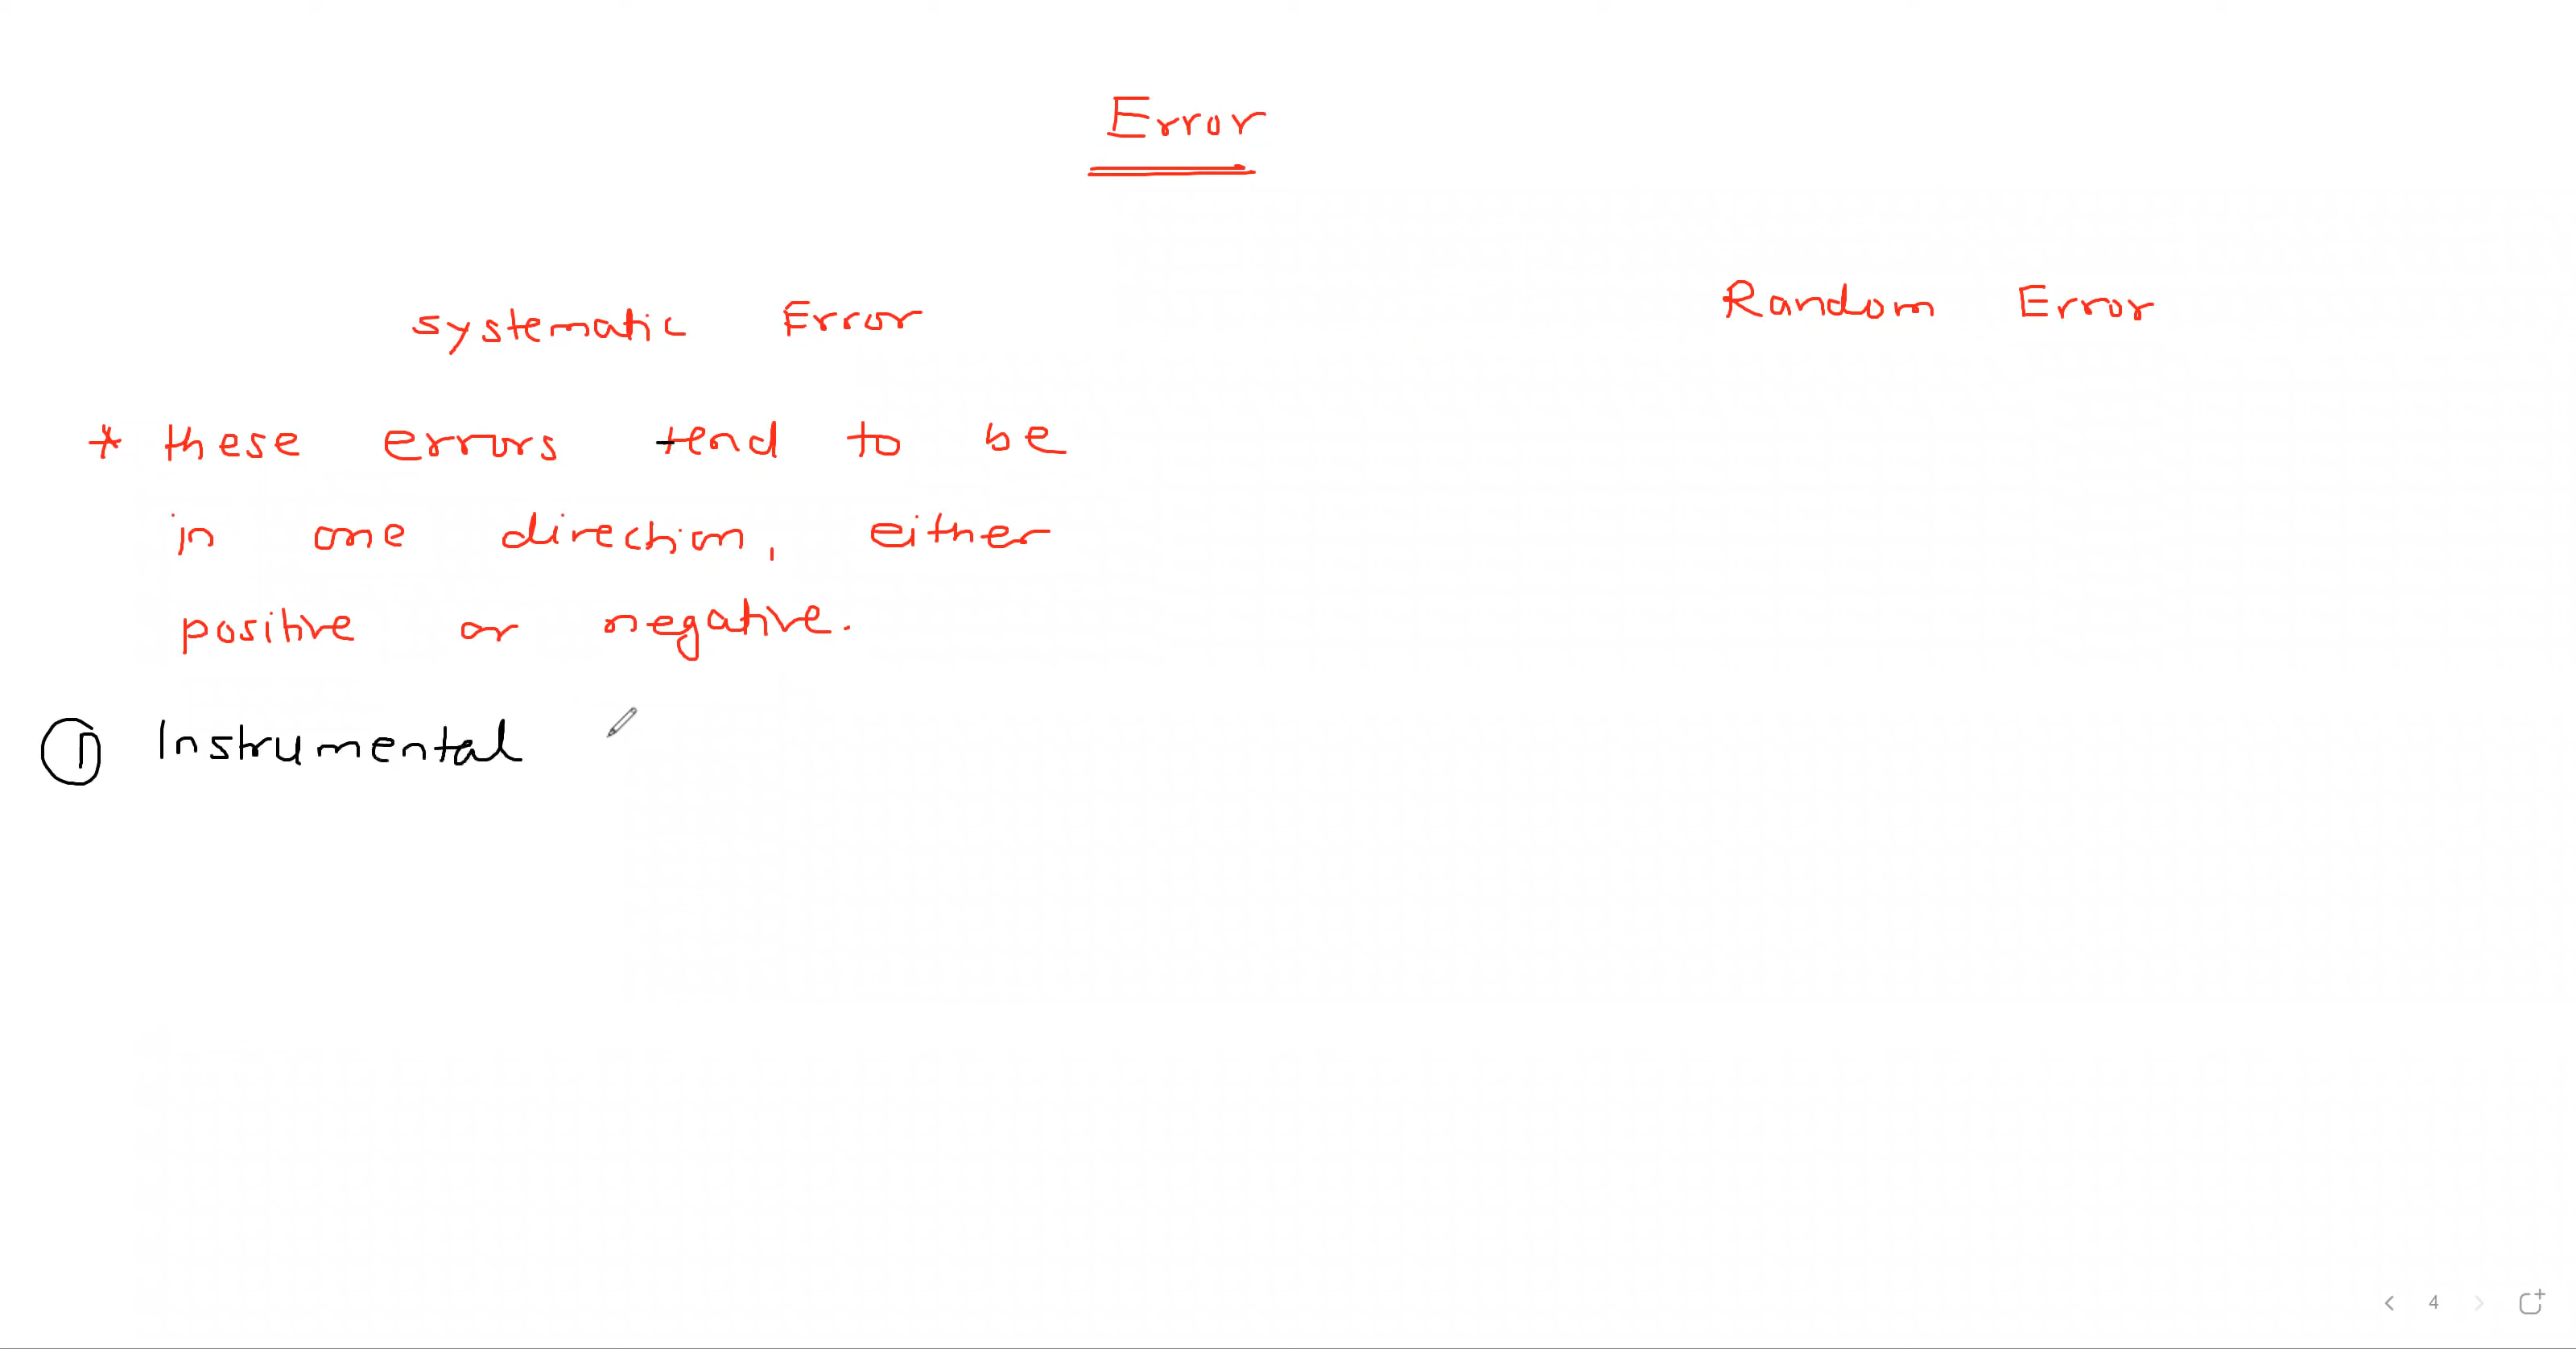 Error
systematic Error
Random Error
* these errors tend to be
in one direction, either
positive or negative.
① Instrumental
4